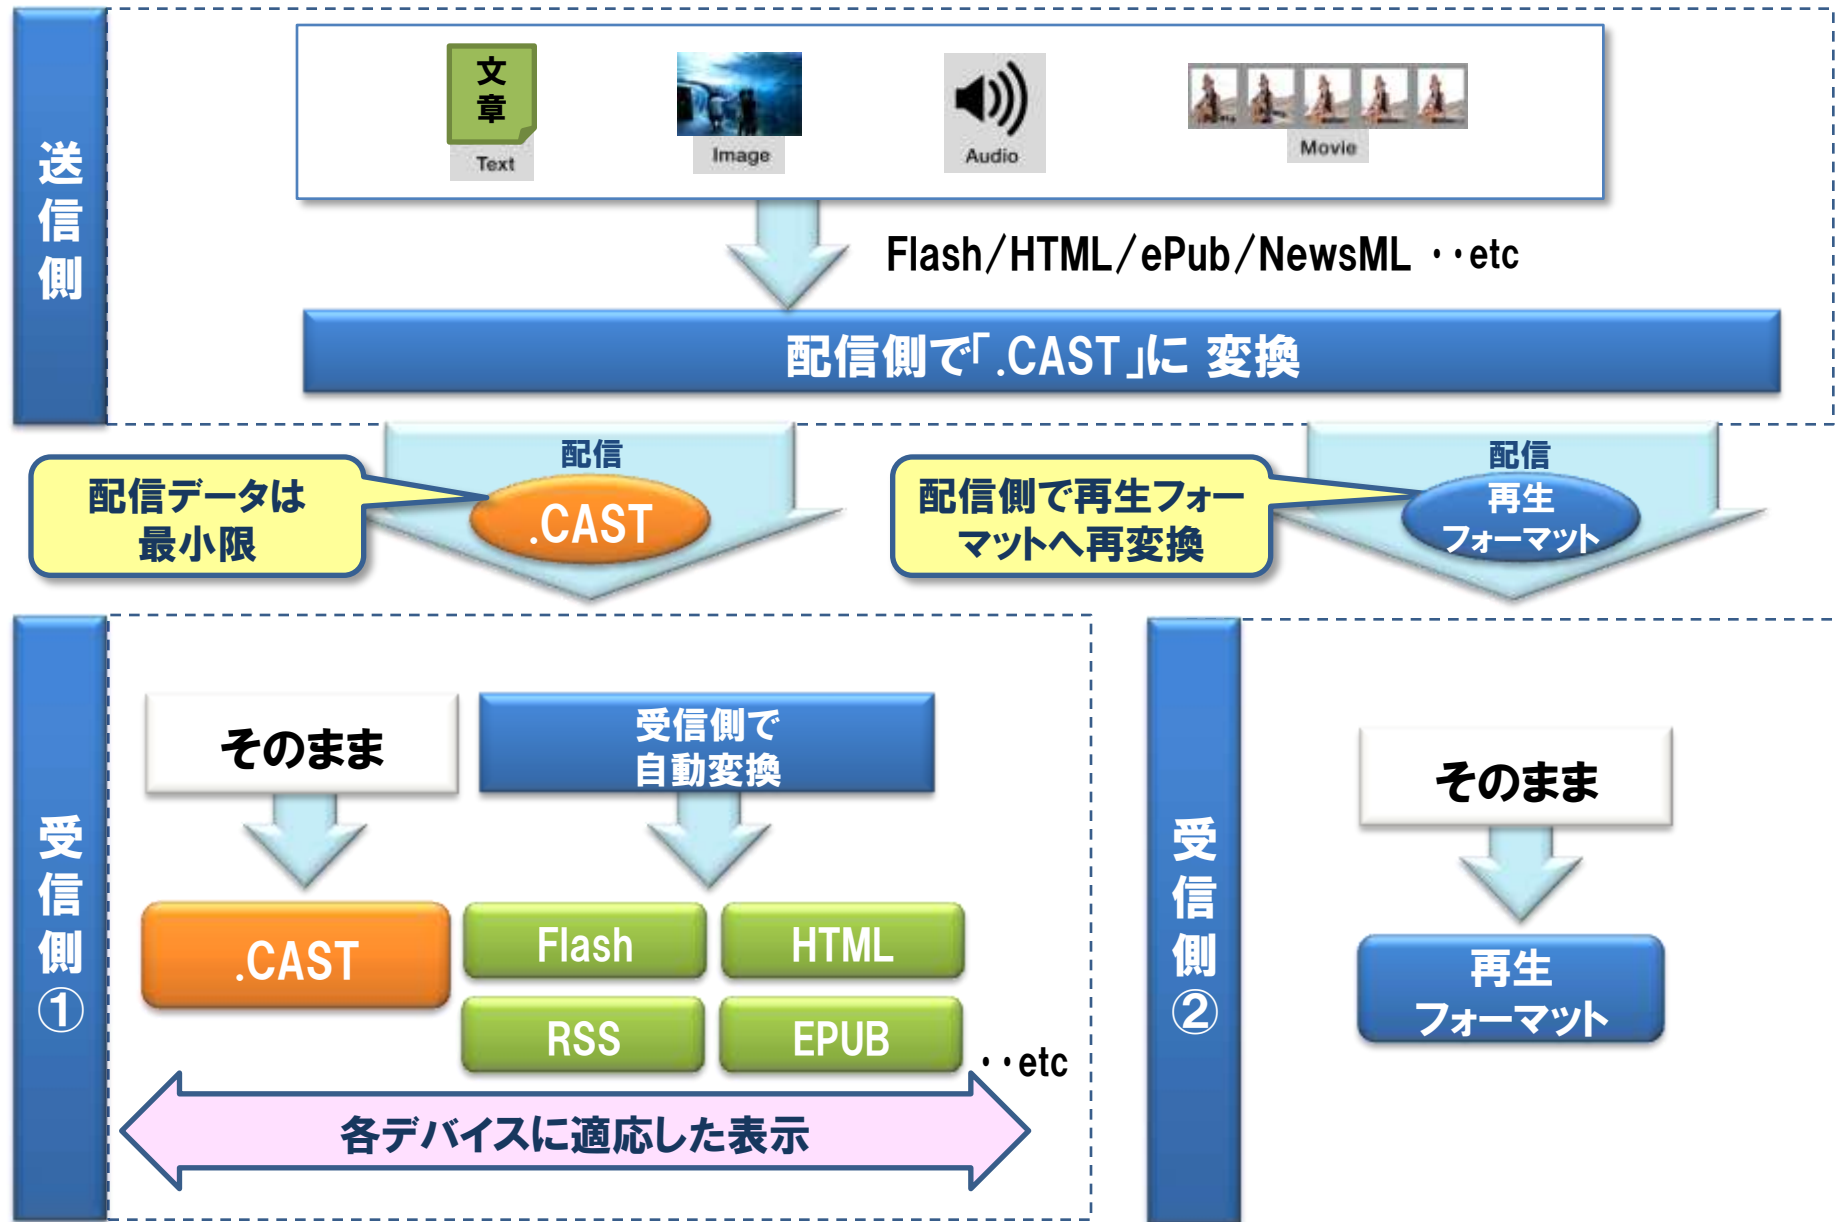 送信側
文章
Text
Image
Audio
Movie
Flash/HTML/ePub/NewsML ・・etc
配信側で「.CAST」に 変換
配信
.CAST
配信データは
最小限
配信
再生
フォーマット
配信側で再生フォー
マットへ再変換
受信側①
そのまま
受信側で
自動変換
.CAST
Flash
HTML
RSS
EPUB
・・etc
各デバイスに適応した表示
受信側②
そのまま
再生
フォーマット